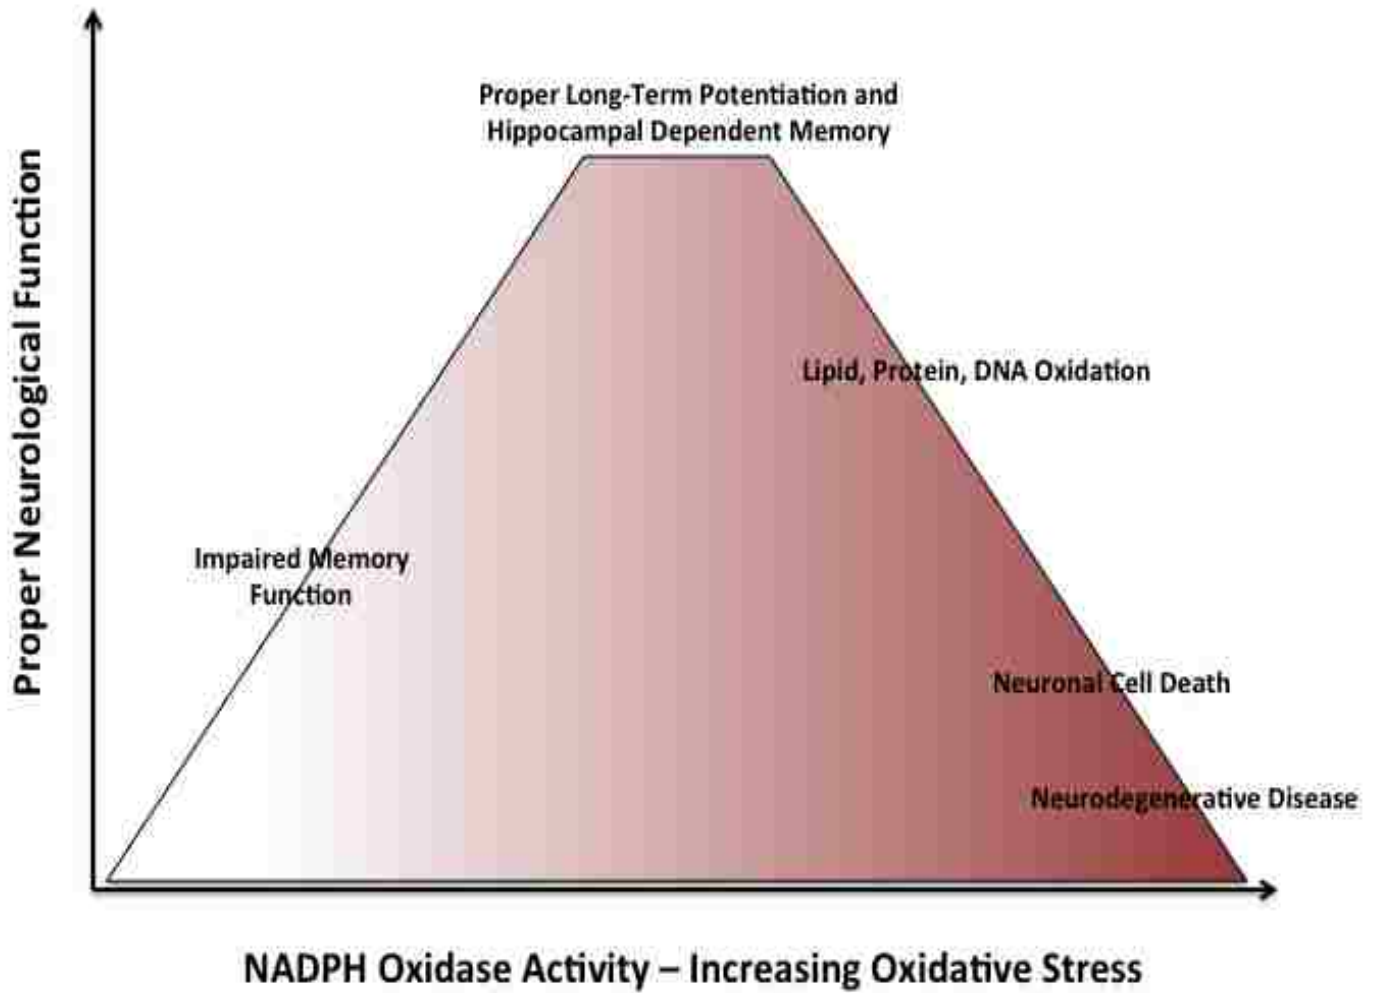 Proper Neurological Function
Proper Long-Term Potentiation and
Hippocampal Dependent Memory
Lipid, Protein, DNA Oxidation
Impaired Memory
Function
Neuronal Cell Death
Neurodegenerative Disease
NADPH Oxidase Activity – Increasing Oxidative Stress